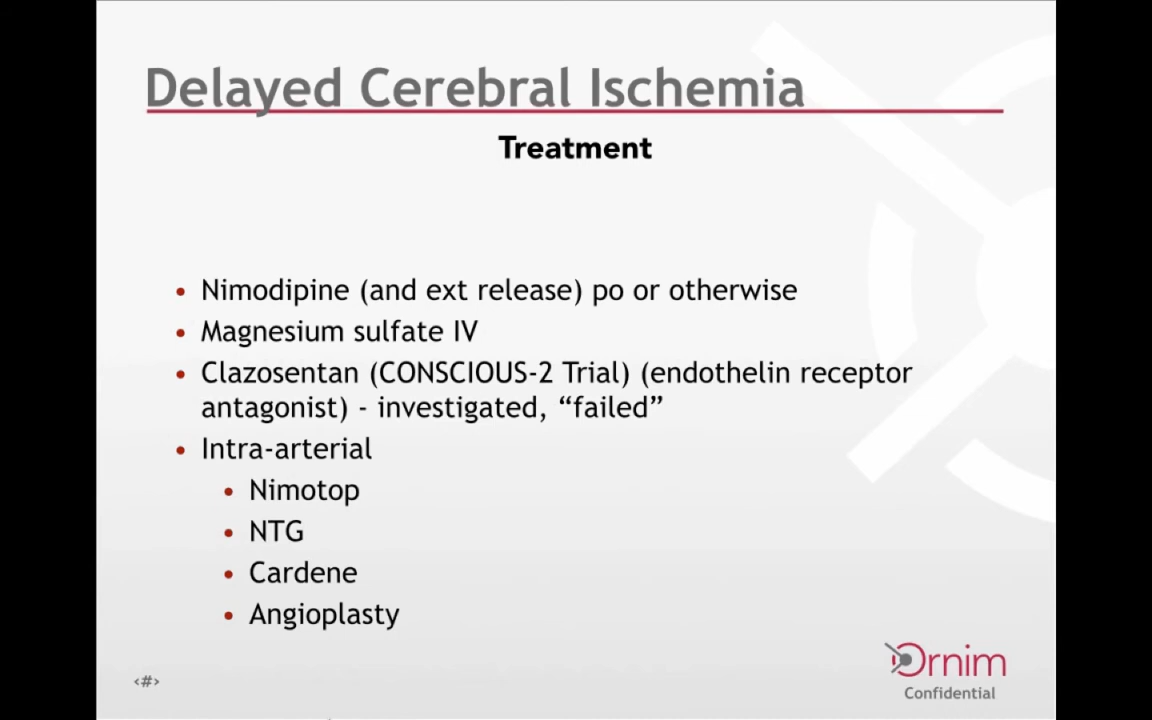 Delayed Cerebral Ischemia
Treatment
• Nimodipine (and ext release) po or otherwise
• Magnesium sulfate IV
• Clazosentan (CONSCIOUS-2 Trial) (endothelin receptor
antagonist) - investigated, “failed”
• Intra-arterial
• Nimotop
• NTG
• Cardene
• Angioplasty
‹#›
Ornim
Confidential